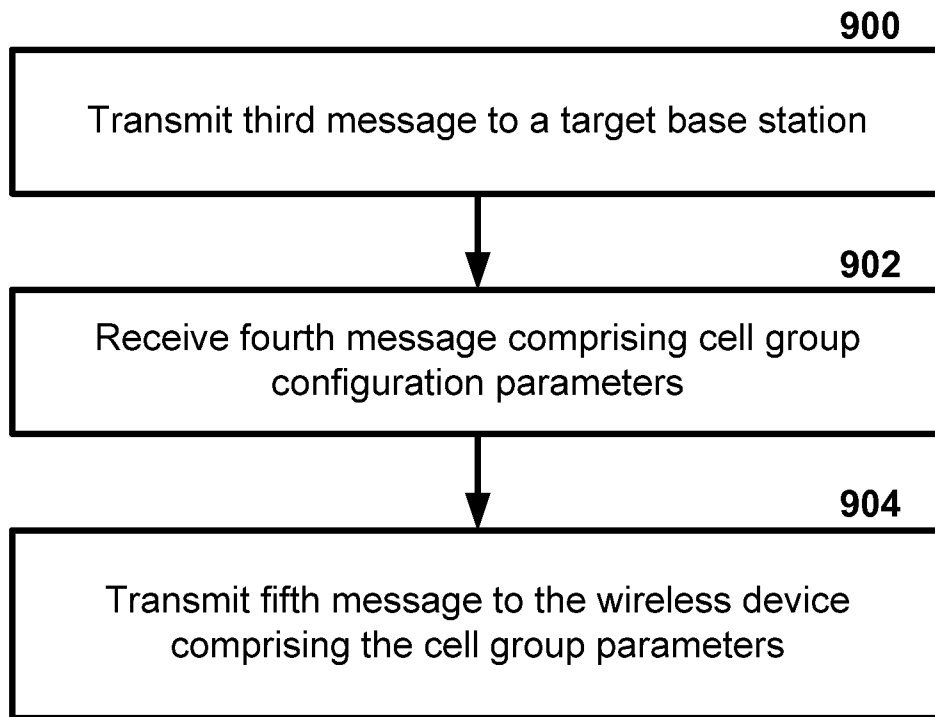 900
Transmit third message to a target base station
902
Receive fourth message comprising cell group
configuration parameters
904
Transmit fifth message to the wireless device
comprising the cell group parameters